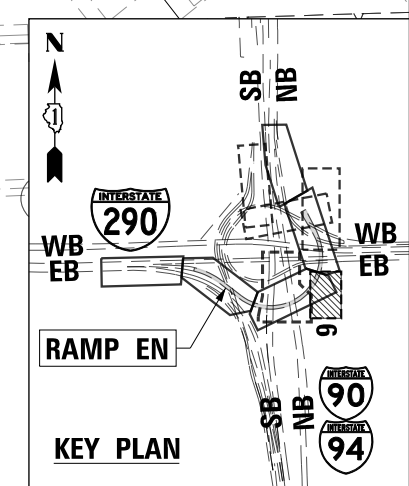 N
SB
NB
1
INTERSTATE
290
WB
EB
WB
EB
RAMP EN
9
INTERSTATE
90
SB
NB
INTERSTATE
94
KEY PLAN